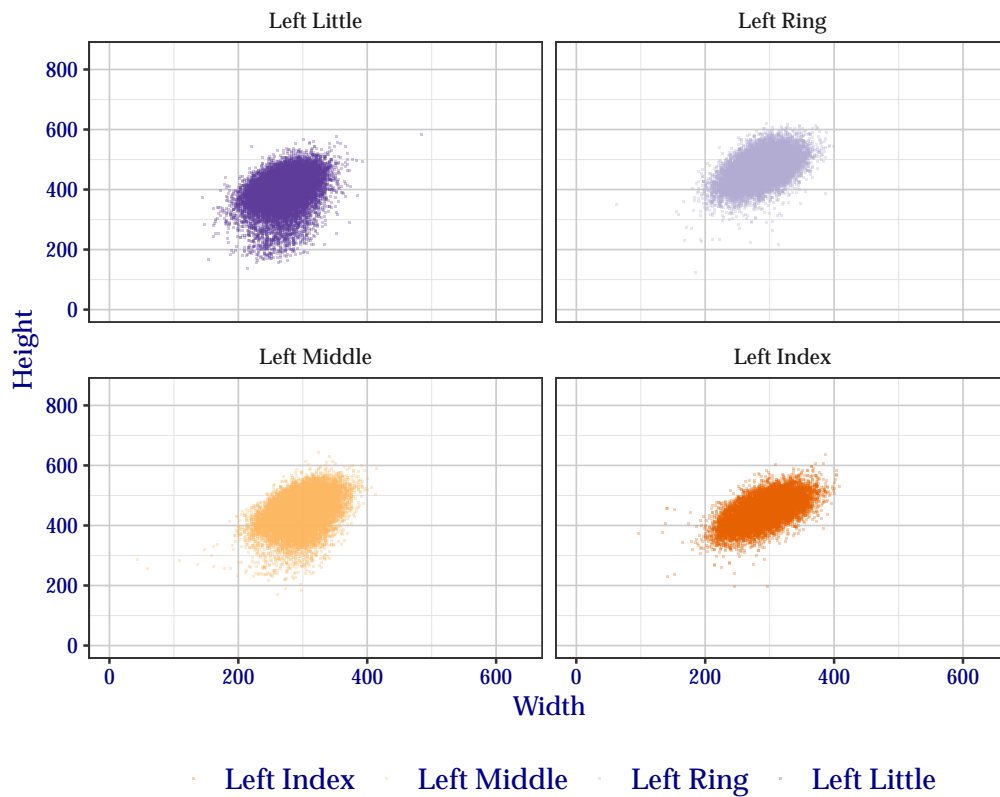 Left Little Left Ring
800
600
400
200
0
Height
Left Middle Left Index
800
600
400
200
0
0 200 400 600 0 200 400 600
Width
Left Index Left Middle Left Ring Left Little